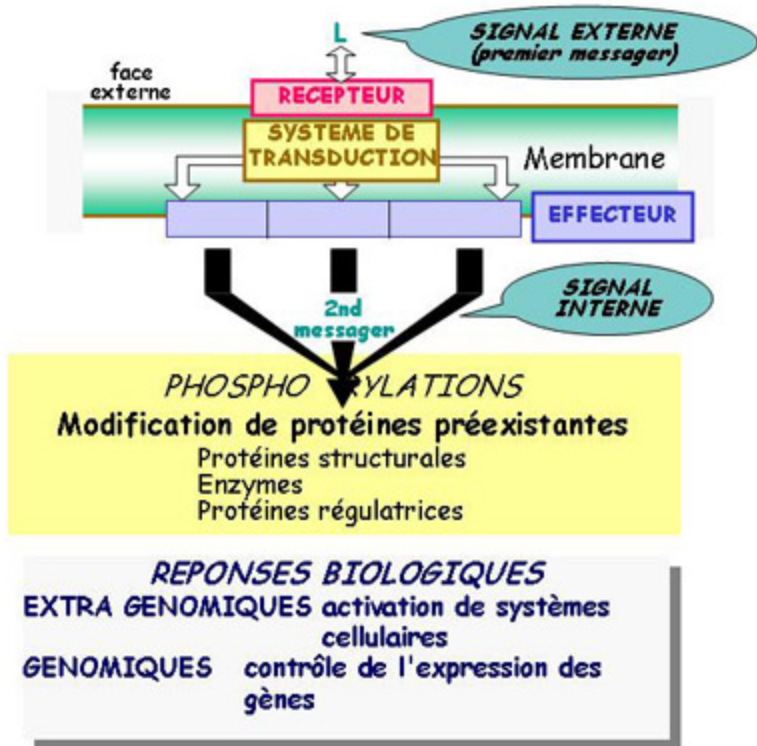 L
SIGNAL EXTERNE
(premier messager)
face
externe
RECEPTEUR
SYSTEME DE
TRANSDUCTION
Membrane
EFFECTEUR
SIGNAL
INTERNE
2nd
messager
PHOSPHO RYLATIONS
Modification de protéines préexistantes
Protéines structurales
Enzymes
Protéines régulatrices
REPONSES BIOLOGIQUES
EXTRA GENOMIQUES activation de systèmes
cellulaires
GENOMIQUES contrôle de l'expression des
gènes